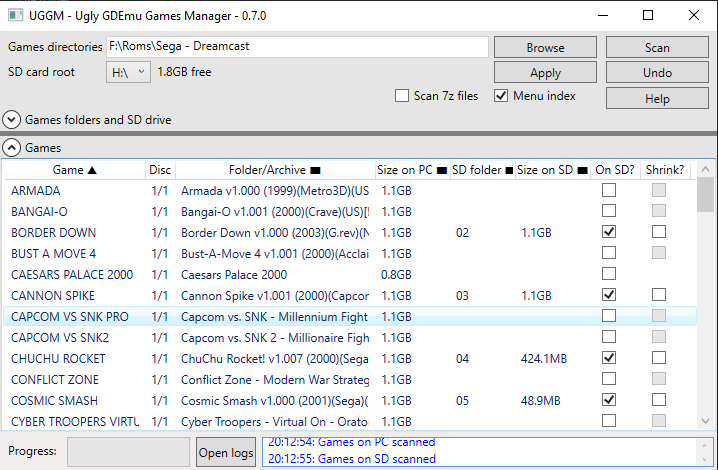 UGGM - Ugly GDEmu Games Manager - 0.7.0
Games directories F:\Roms\Sega - Dreamcast Browse Scan
SD card root H:\ 1.8GB free Apply Undo
Scan 7z files Menu index Help
Games folders and SD drive
Games
Game Disc Folder/Archive Size on PC SD folder Size on SD On SD? Shrink?
ARMADA 1/1 Armada v1.000 (1999)(Metro3D)(US 1.1GB
BANGAI-O 1/1 Bangai-O v1.001 (2000)(Crave)(US)[! 1.1GB
BORDER DOWN 1/1 Border Down v1.000 (2003)(G.rev)(N 1.1GB 02 1.1GB
BUST A MOVE 4 1/1 Bust-A-Move 4 v1.001 (2000)(Acclai 1.1GB
CAESARS PALACE 2000 1/1 Caesars Palace 2000 0.8GB
CANNON SPIKE 1/1 Cannon Spike v1.001 (2000)(Capcor 1.1GB 03 1.1GB
CAPCOM VS SNK PRO 1/1 Capcom vs. SNK - Millennium Fight 1.1GB
CAPCOM VS SNK2 1/1 Capcom vs. SNK 2 - Millionaire Figh 1.1GB
CHUCHU ROCKET 1/1 ChuChu Rocket! v1.007 (2000)(Sega 1.1GB 04 424.1MB
CONFLICT ZONE 1/1 Conflict Zone - Modern War Strateg 1.1GB
COSMIC SMASH 1/1 Cosmic Smash v1.000 (2001)(Sega)( 1.1GB 05 48.9MB
CYBER TROOPERS VIRTU 1/1 Cyber Troopers - Virtual On - Orator 1.1GB
Progress: Open logs 20:12:54: Games on PC scanned
20:12:55: Games on SD scanned